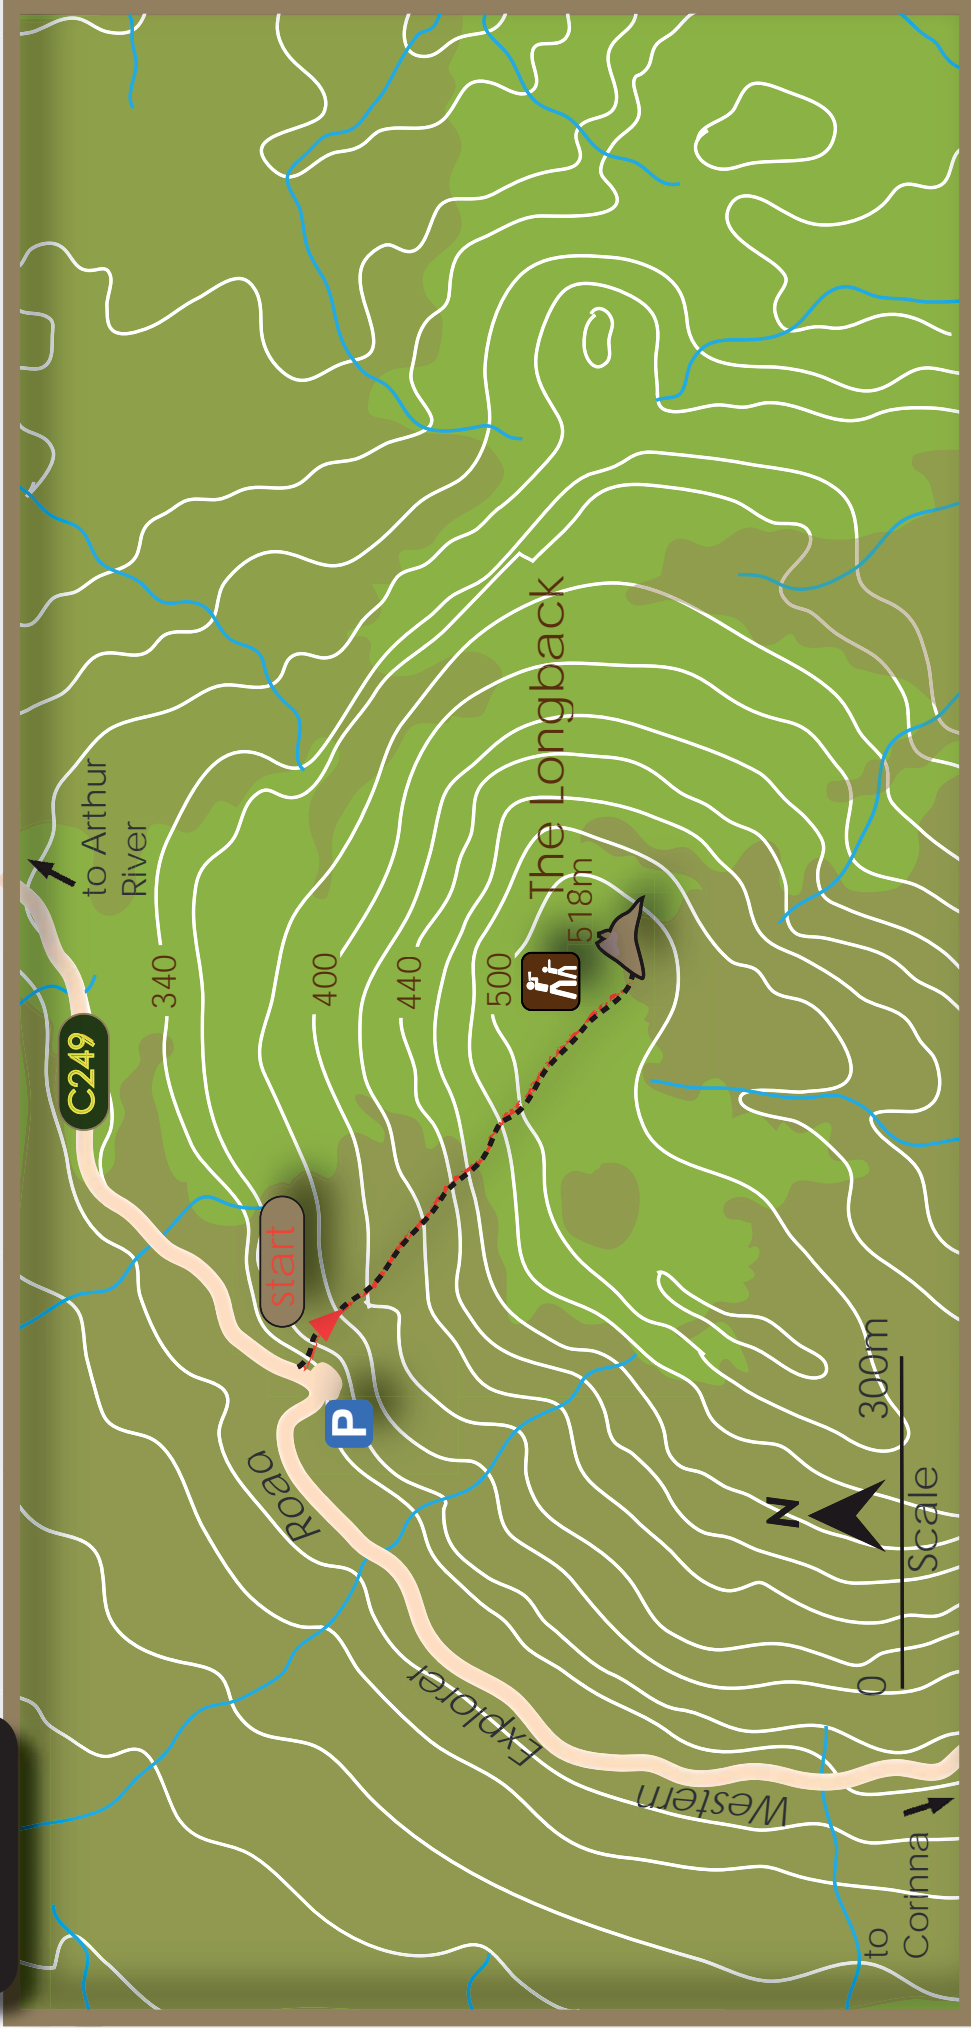 to Arthur
River
C249
340
400
440
500
The Longback
518m
start
P
Road
Explorer
Western
N
0
300m
Scale
to
Corinna